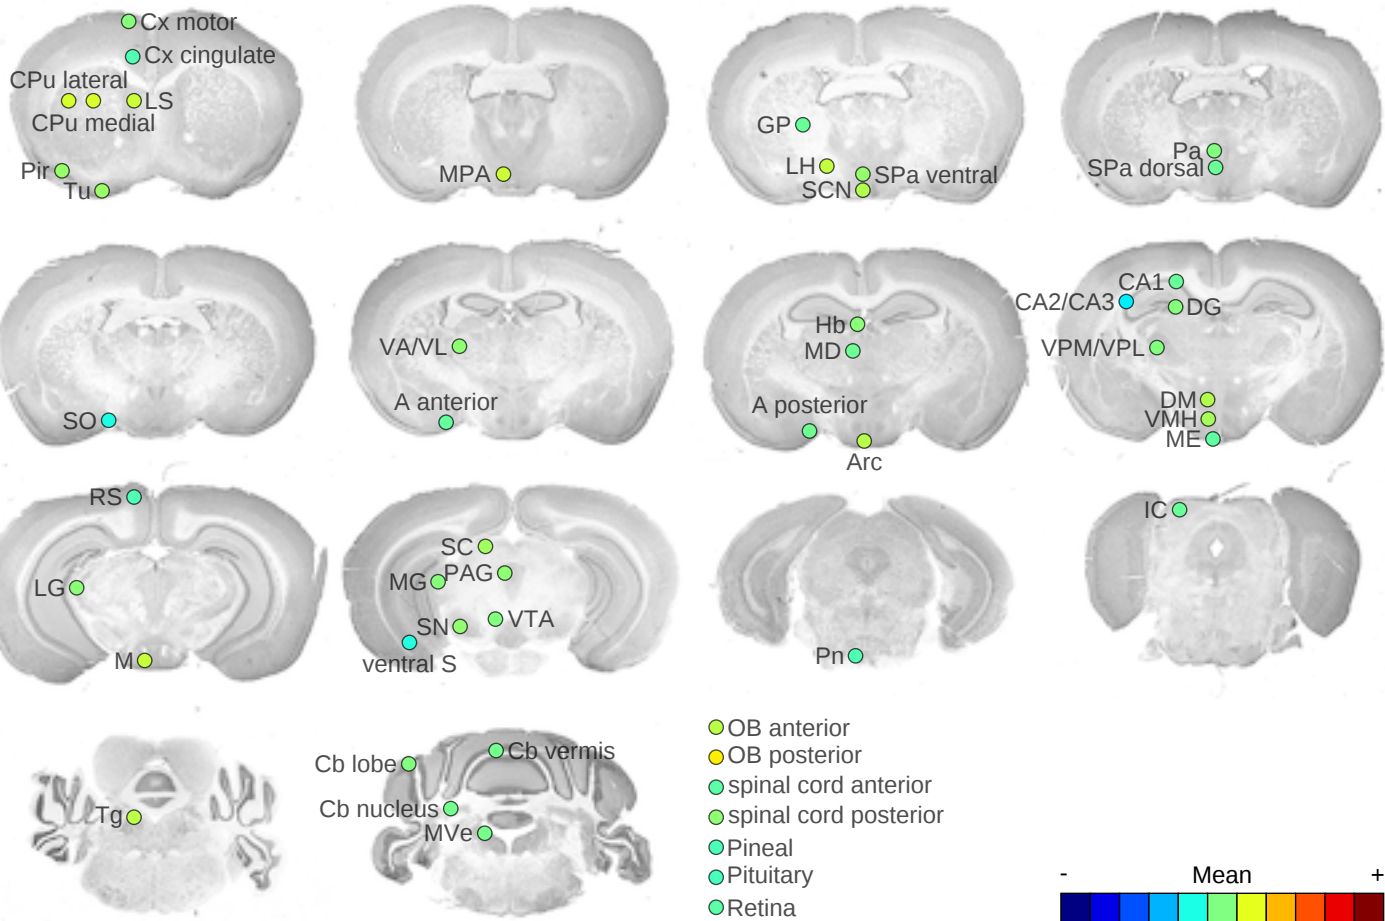 Cx motor
Cx cingulate
CPu lateral
LS
CPu medial
Pir
Tu
MPA
GP
LH
SPa ventral
SCN
Pa
SPa dorsal
SO
VA/VL
A anterior
Hb
MD
A posterior
Arc
CA1
CA2/CA3
DG
VPM/VPL
DM
VMH
ME
RS
LG
M
SC
MG
PAG
SN
VTA
ventral S
Pn
IC
Tg
Cb lobe
Cb vermis
Cb nucleus
MVe
OB anterior
OB posterior
spinal cord anterior
spinal cord posterior
Pineal
Pituitary
Retina
- Mean +